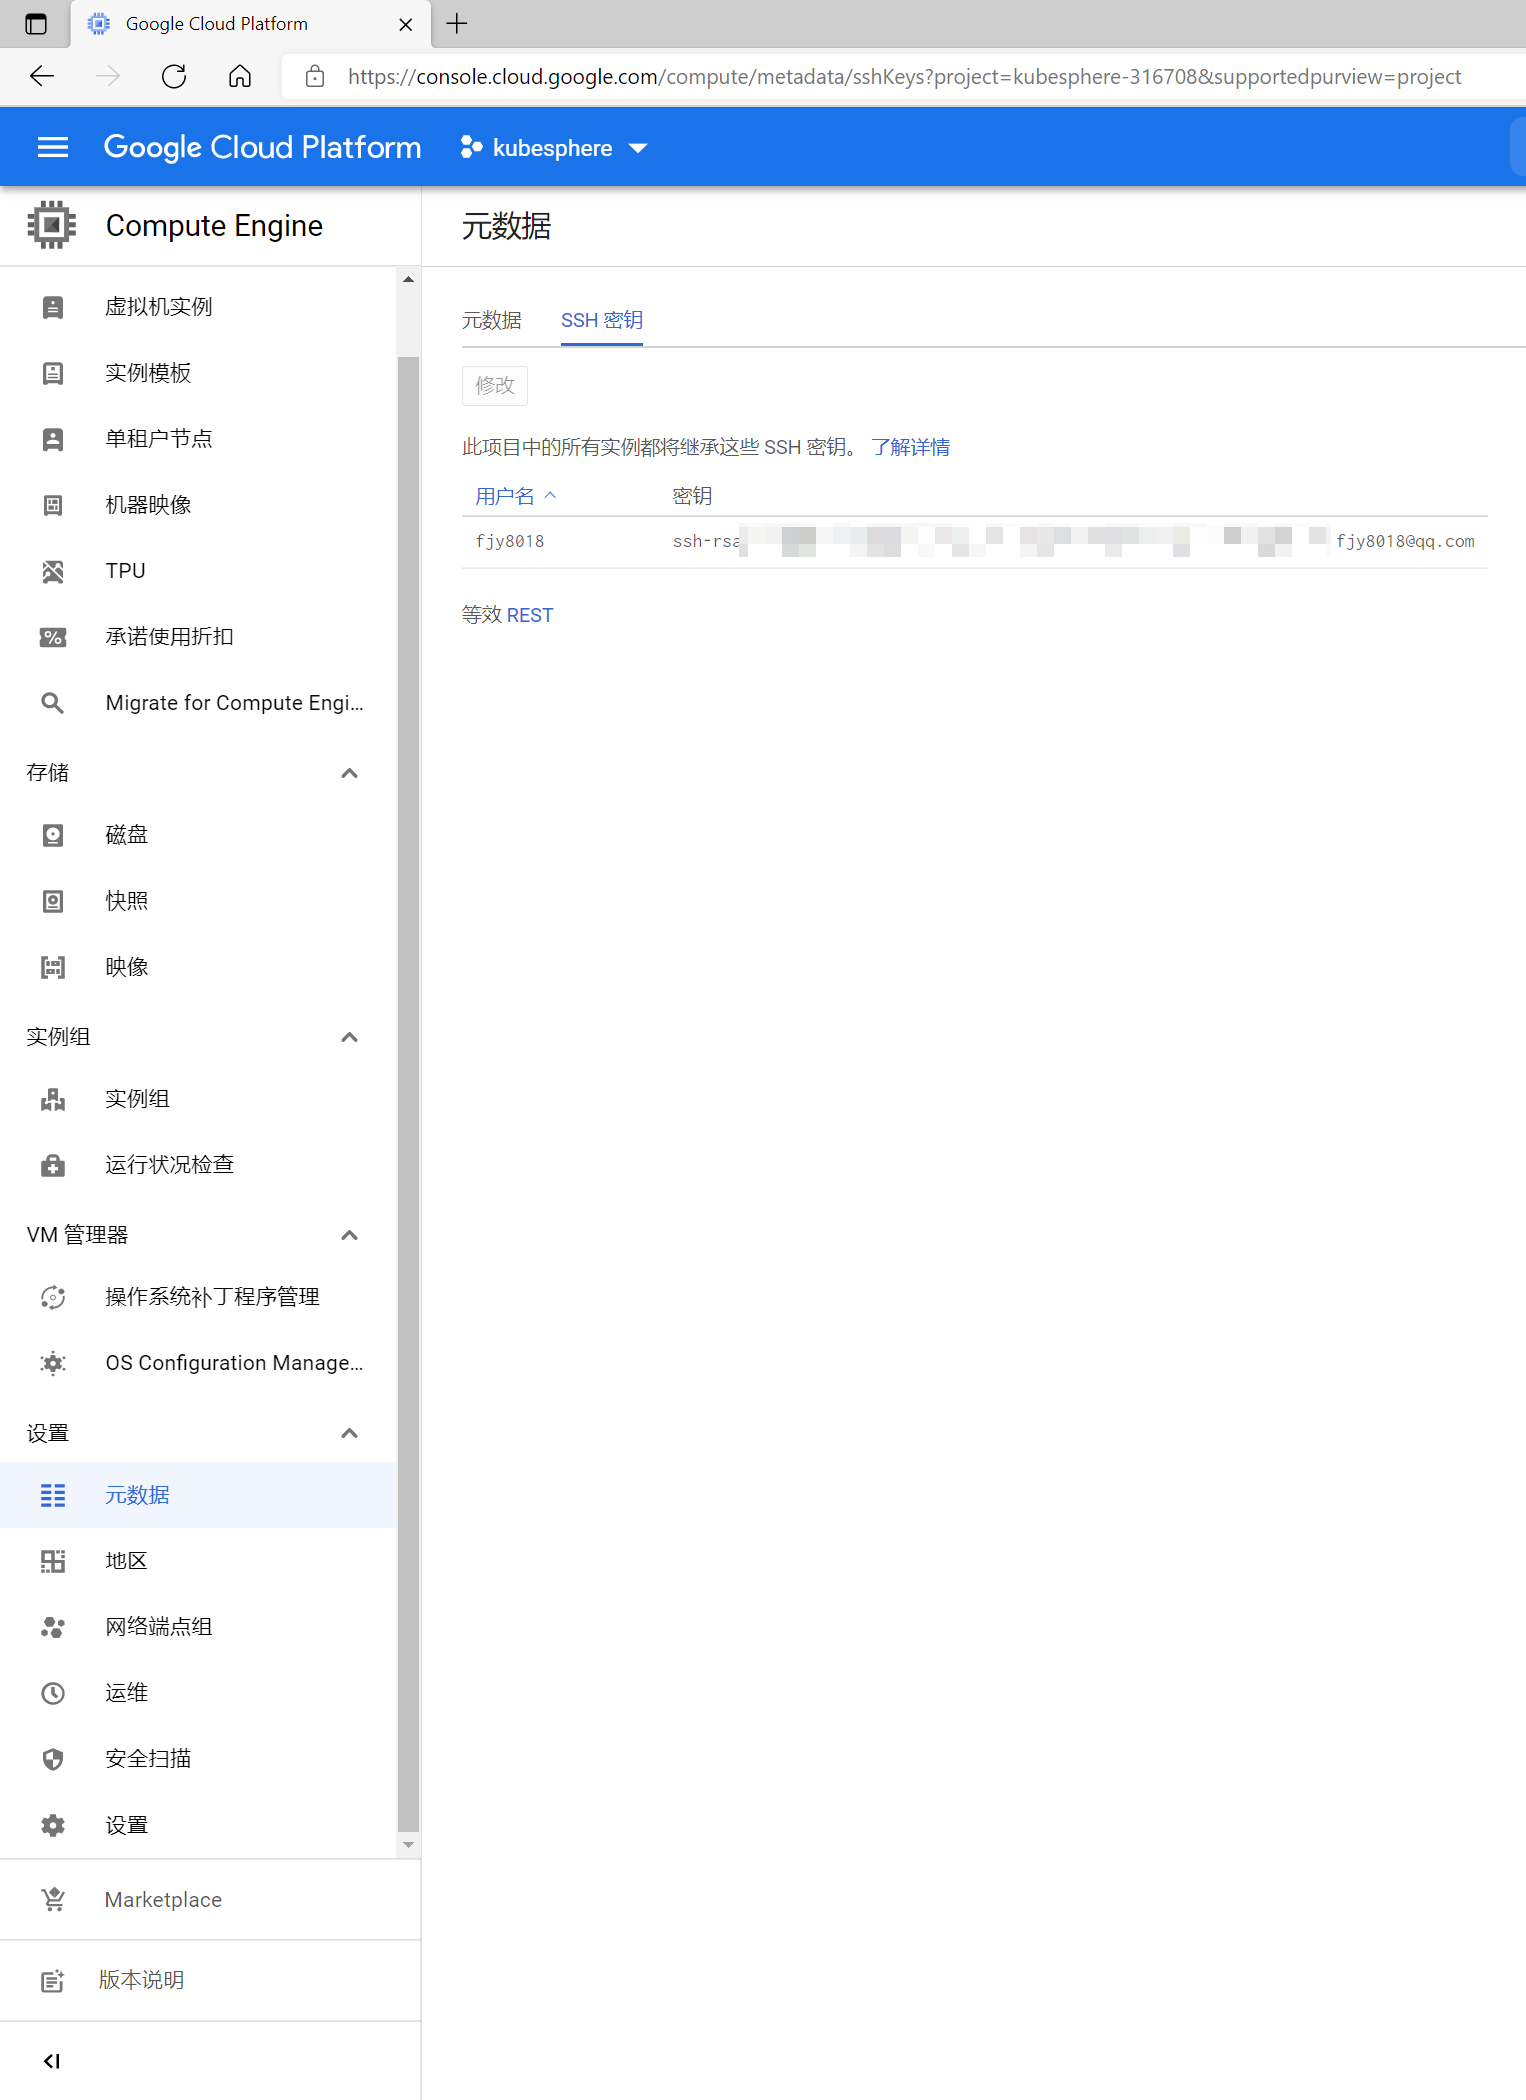 Google Cloud Platform
https://console.cloud.google.com/compute/metadata/sshKeys?project=kubesphere-316708&supportedpurview=project
Google Cloud Platform
kubesphere
Compute Engine
虚拟机实例
实例模板
单租户节点
机器映像
TPU
承诺使用折扣
Migrate for Compute Engi...
存储
磁盘
快照
映像
实例组
实例组
运行状况检查
VM 管理器
操作系统补丁程序管理
OS Configuration Manage...
设置
元数据
地区
网络端点组
运维
安全扫描
设置
Marketplace
版本说明
元数据
元数据 SSH 密钥
修改
此项目中的所有实例都将继承这些 SSH 密钥。 了解详情
用户名 密钥
fjy8018 ssh-rsa fjy8018@qq.com
等效 REST